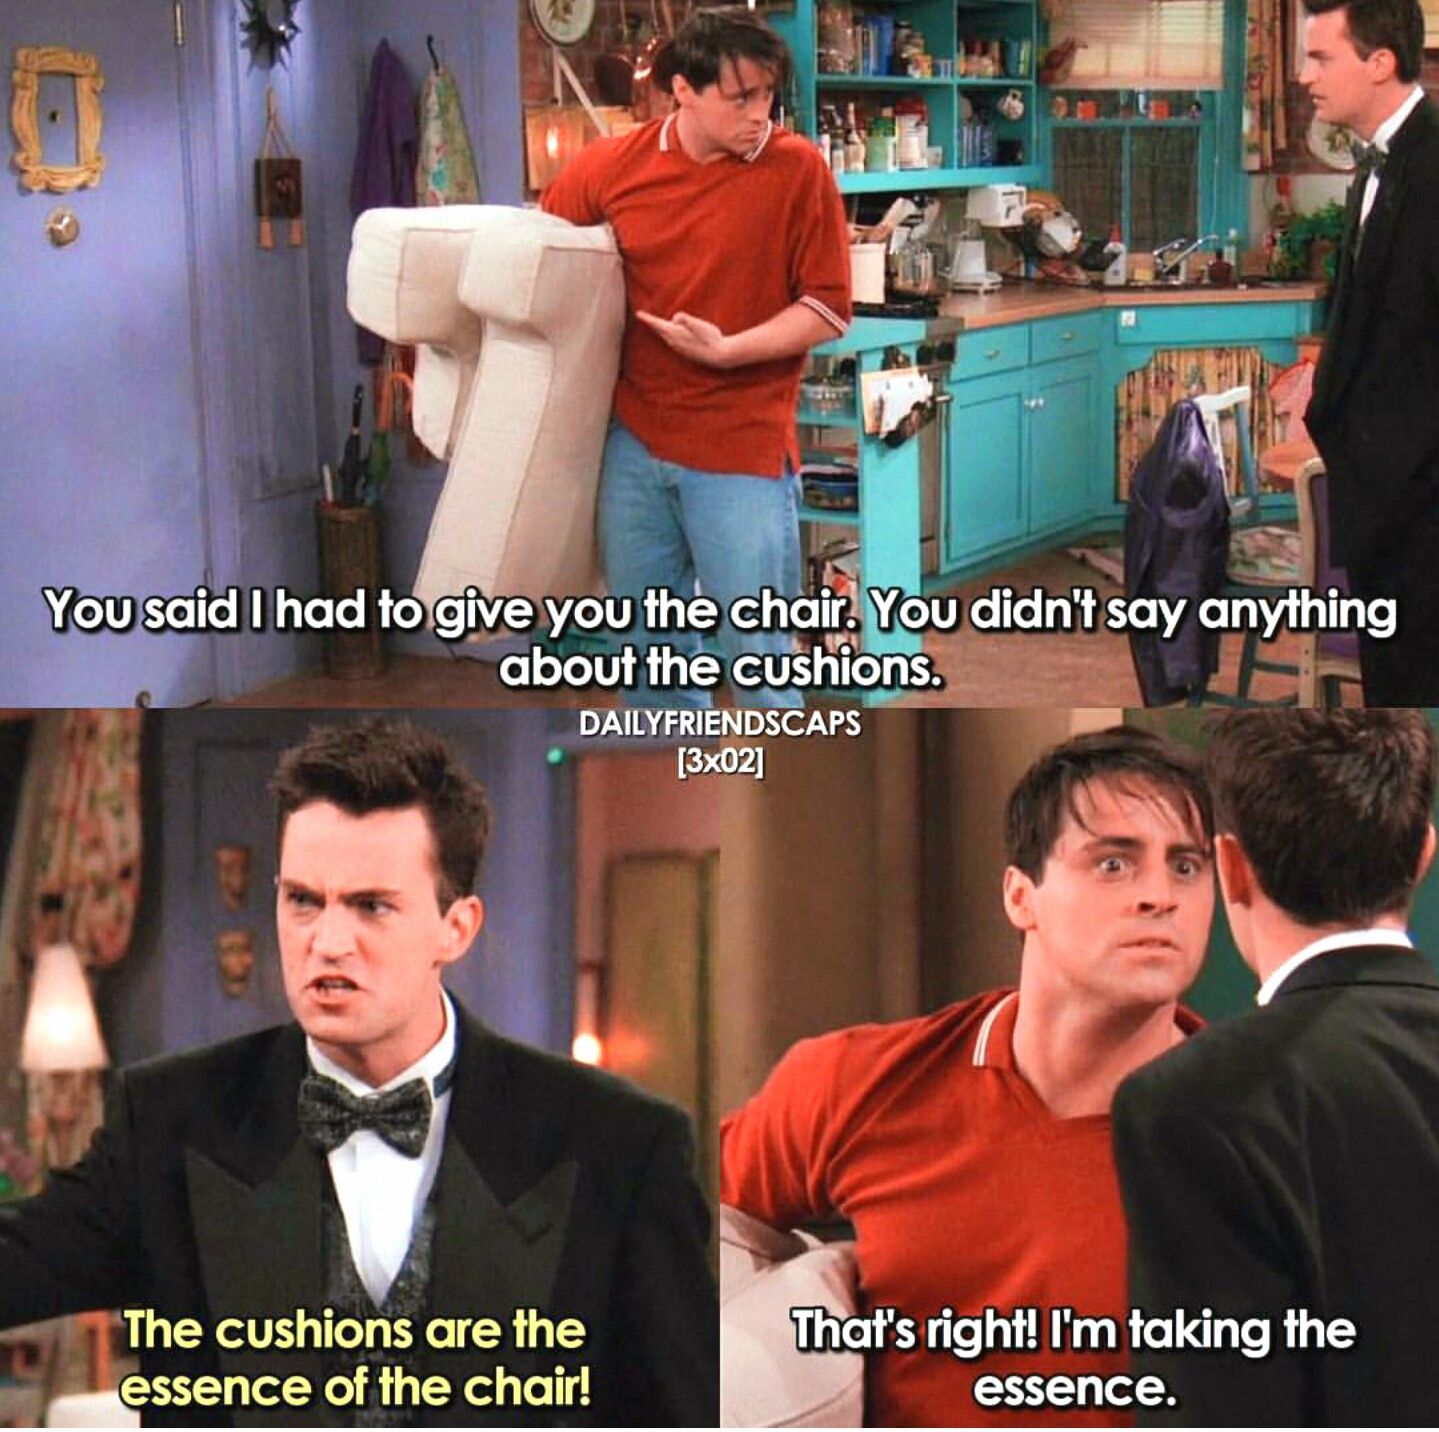 You said I had to give you the chair. You didn't say anything
about the cushions.
DAILYFRIENDSCAPS
[3x02]
The cushions are the
essence of the chair!
That's right! I'm taking the
essence.